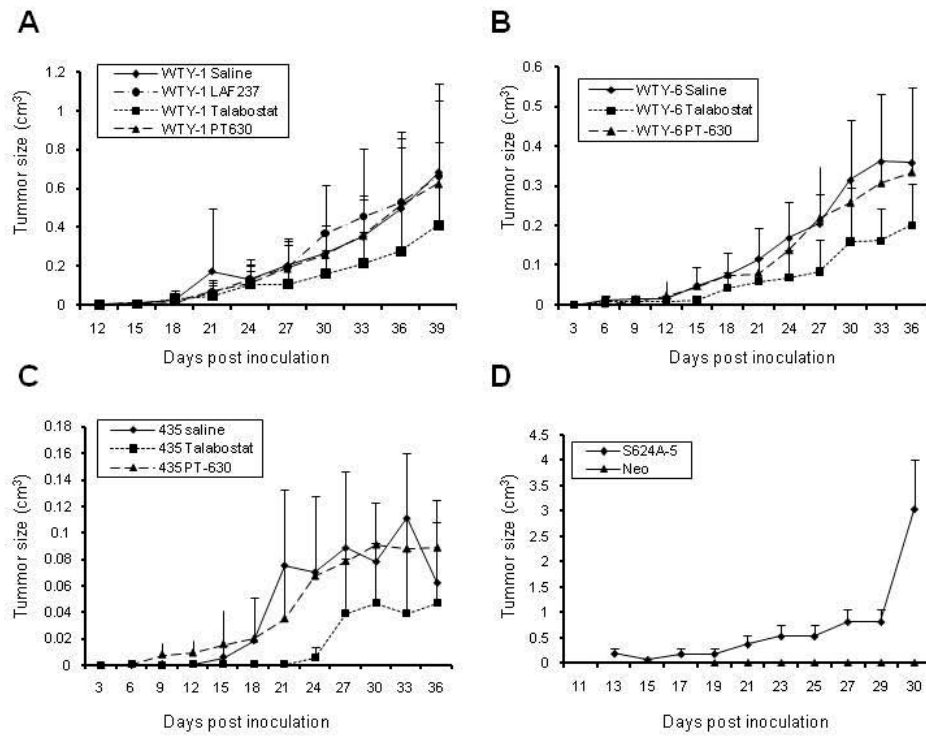 A
WTY-1 Saline
WTY-1 LAF237
WTY-1 Talabostat
WTY-1 PT630
Tummor size (cm³)
1.2
1
0.8
0.6
0.4
0.2
0
12 15 18 21 24 27 30 33 36 39
Days post inoculation
B
WTY-6 Saline
WTY-6 Talabostat
WTY-6 PT-630
Tummor size (cm³)
0.6
0.5
0.4
0.3
0.2
0.1
0
3 6 9 12 15 18 21 24 27 30 33 36
Days post inoculation
C
435 saline
435 Talabostat
435 PT-630
Tummor size (cm³)
0.18
0.16
0.14
0.12
0.1
0.08
0.06
0.04
0.02
0
3 6 9 12 15 18 21 24 27 30 33 36
Days post inoculation
D
S624A-5
Neo
Tummor size (cm³)
4.5
4
3.5
3
2.5
2
1.5
1
0.5
0
11 13 15 17 19 21 23 25 27 29 30
Days post inoculation